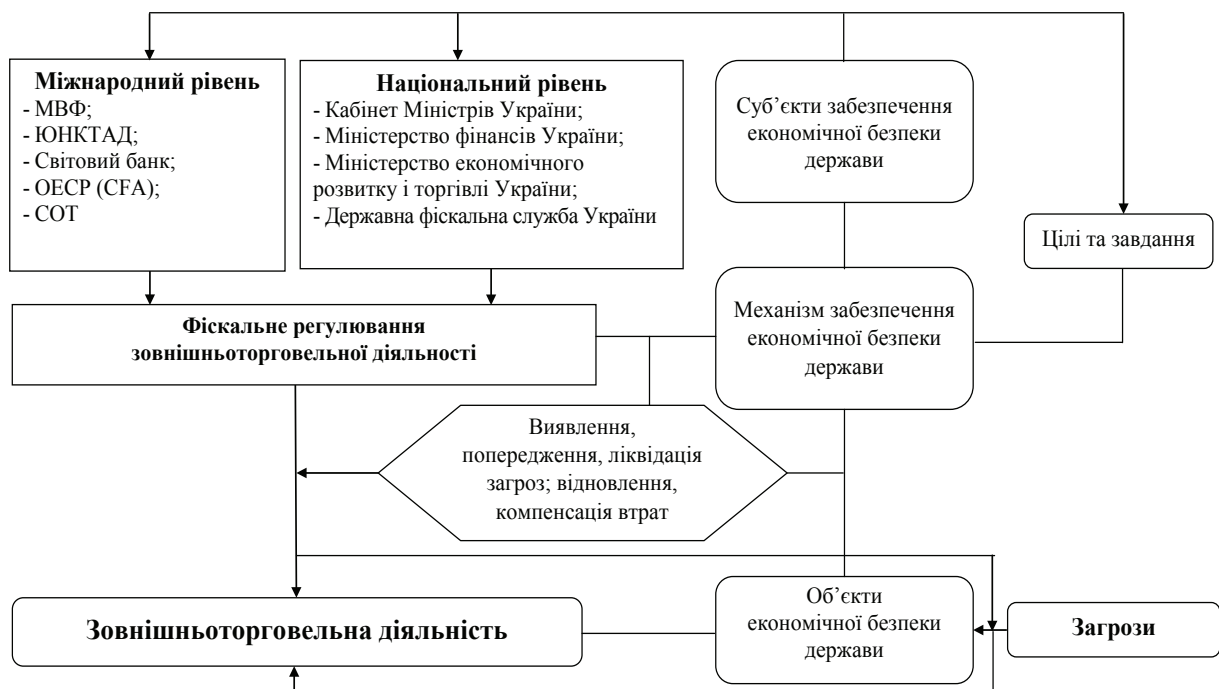 Міжнародний рівень
- МВФ;
- ЮНКТАД;
- Світовий банк;
- ОЕСР (CFA);
- СОТ
Національний рівень
- Кабінет Міністрів України;
- Міністерство фінансів України;
- Міністерство економічного
розвитку і торгівлі України;
- Державна фіскальна служба України
Суб’єкти забезпечення
економічної безпеки
держави
Цілі та завдання
Фіскальне регулювання
зовнішньоторговельної діяльності
Механізм забезпечення
економічної безпеки
держави
Виявлення,
попередження, ліквідація
загроз; відновлення,
компенсація втрат
Зовнішньоторговельна діяльність
Об’єкти
економічної безпеки
держави
Загрози